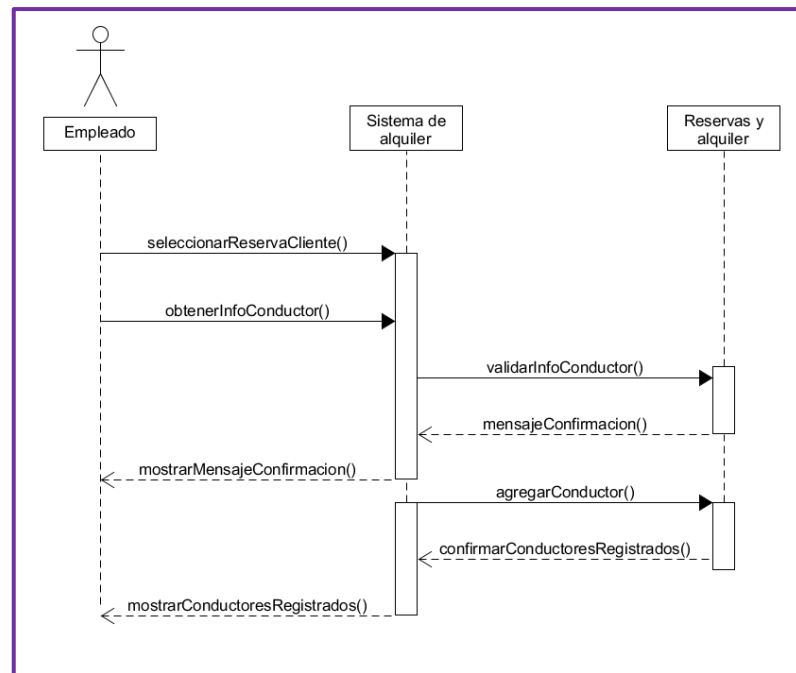 Empleado
Sistema de
alquiler
Reservas y
alquiler
seleccionarReservaCliente()
obtenerInfoConductor()
validarInfoConductor()
mensajeConfirmacion()
mostrarMensajeConfirmacion()
agregarConductor()
confirmarConductoresRegistrados()
mostrarConductoresRegistrados()